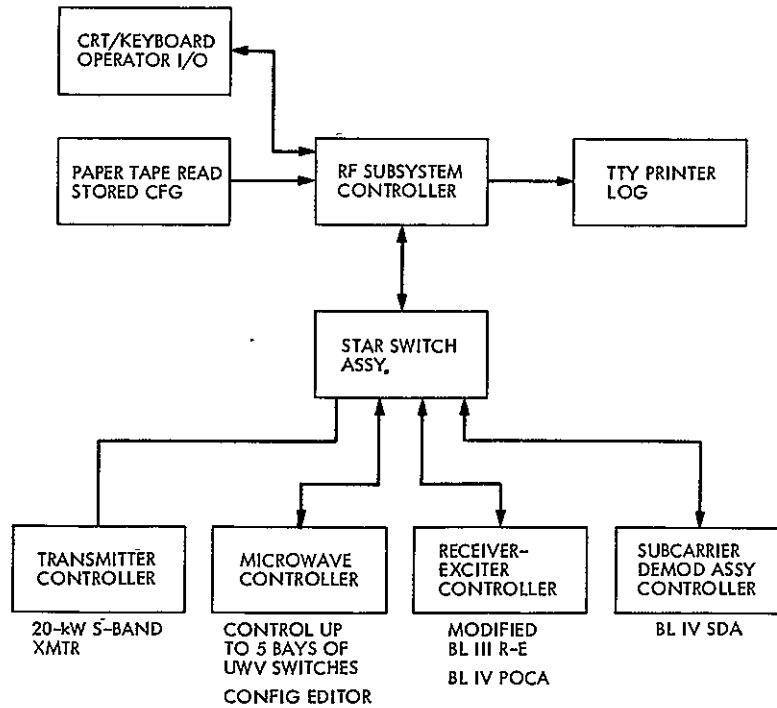 CRT/KEYBOARD
OPERATOR I/O
PAPER TAPE READ
STORED CFG
RF SUBSYSTEM
CONTROLLER
TTY PRINTER
LOG
STAR SWITCH
ASSY.
TRANSMITTER
CONTROLLER
20-kW S-BAND
XMTR
MICROWAVE
CONTROLLER
CONTROL UP
TO 5 BAYS OF
UWV SWITCHES
CONFIG EDITOR
RECEIVER-
EXCITER
CONTROLLER
MODIFIED
BL III R-E
BL IV POCA
SUBCARRIER
DEMOD ASSY
CONTROLLER
BL IV SDA